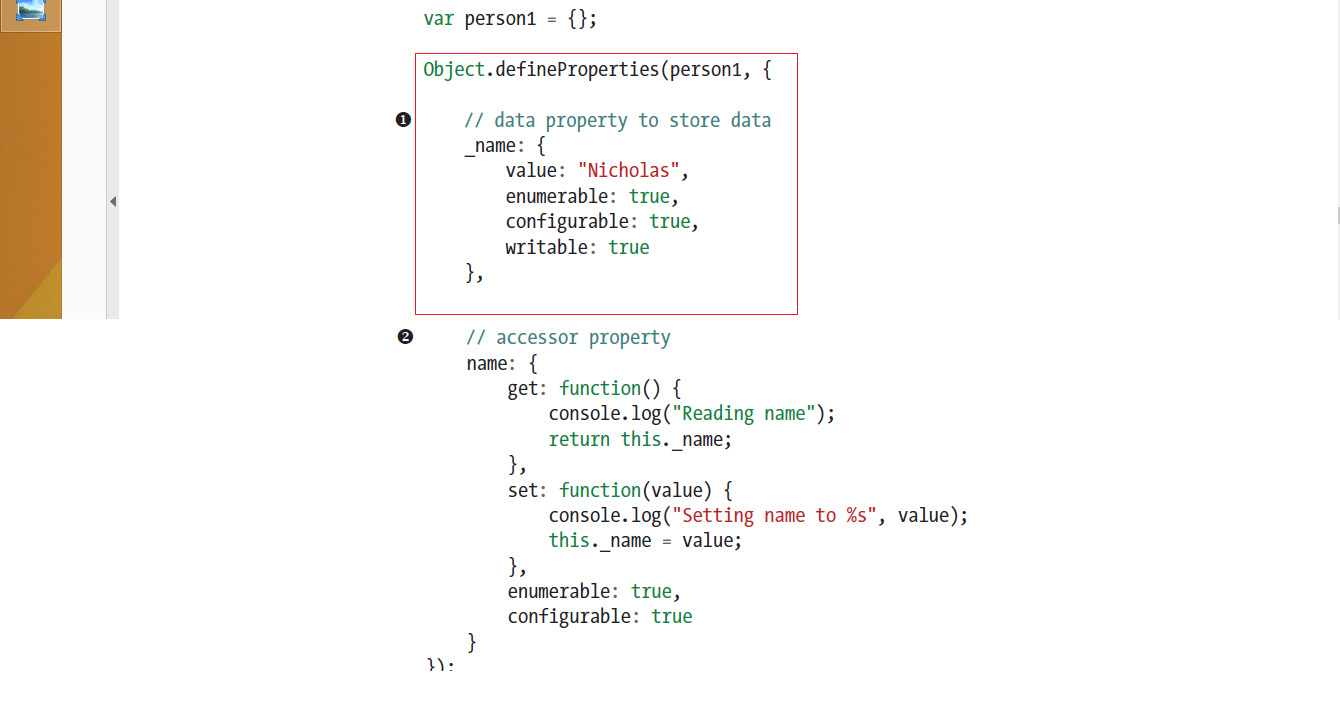 var person1 = {};
Object.defineProperties(person1, {
❶ // data property to store data
_name: {
value: "Nicholas",
enumerable: true,
configurable: true,
writable: true
},
❷ // accessor property
name: {
get: function() {
console.log("Reading name");
return this._name;
},
set: function(value) {
console.log("Setting name to %s", value);
this._name = value;
},
enumerable: true,
configurable: true
}
});